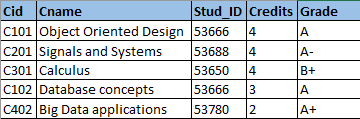 Cid Cname Stud_ID Credits Grade
C101 Object Oriented Design 53666 4 A
C201 Signals and Systems 53688 4 A-
C301 Calculus 53650 4 B+
C102 Database concepts 53666 3 A
C402 Big Data applications 53780 2 A+